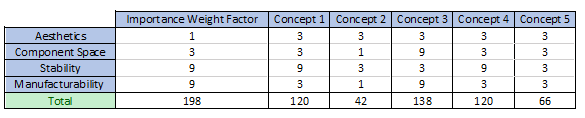 Importance Weight Factor Concept 1 Concept 2 Concept 3 Concept 4 Concept 5
Aesthetics 1 3 3 3 3 3
Component Space 3 3 1 9 3 3
Stability 9 9 3 3 9 3
Manufacturability 9 3 1 9 3 3
Total 198 120 42 138 120 66